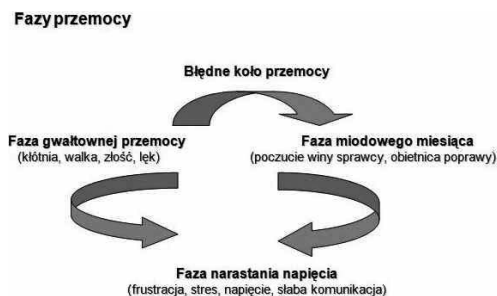 Fazy przemocy
Błędne koło przemocy
Faza gwałtownej przemocy
(kłótnia, walka, złość, lęk)
Faza miodowego miesiąca
(poczucie winy sprawcy, obietnica poprawy)
Faza narastania napięcia
(frustracja, stres, napięcie, słaba komunikacja)